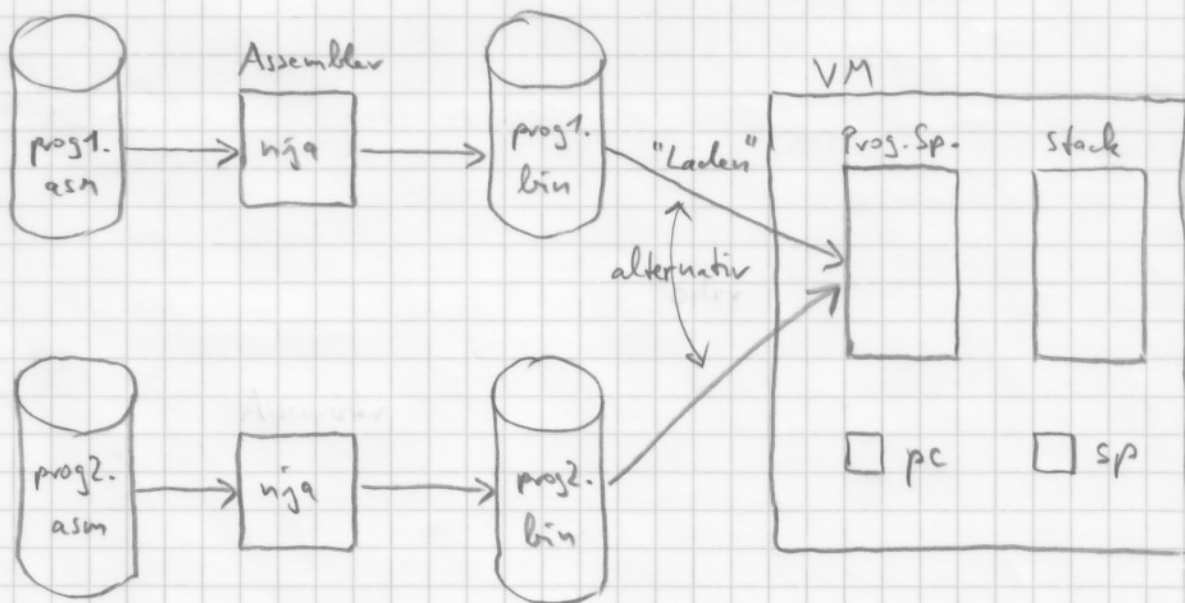 Assembler
prog1.
asm
nja
prog1.
bin
"Laden"
alternativ
VM
Prog.Sp.
Stack
pc
sp
prog2.
asm
nja
prog2.
bin